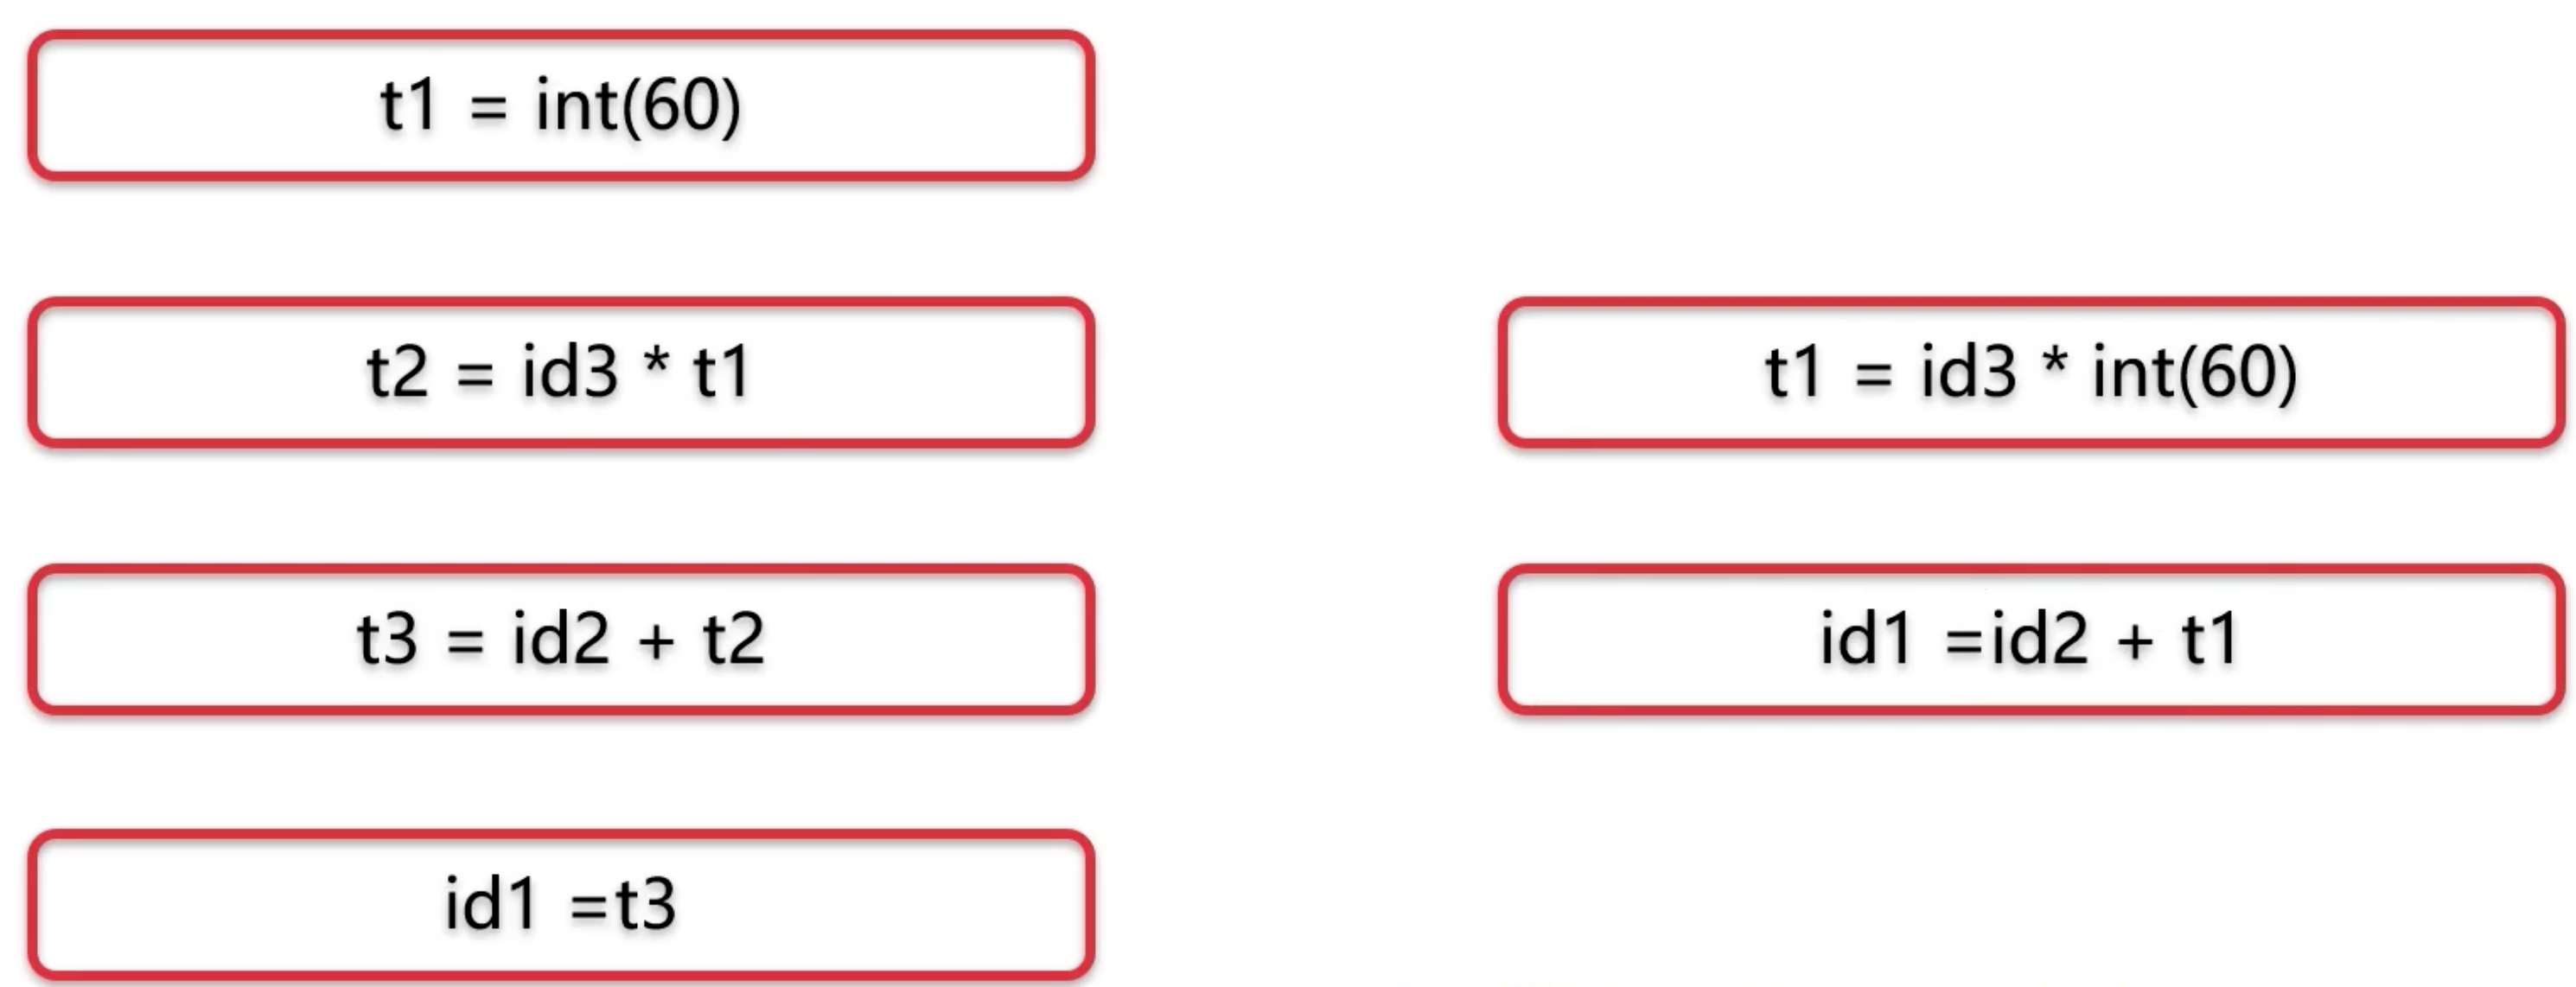 t1 = int(60)
t2 = id3 * t1
t3 = id2 + t2
id1 =t3
t1 = id3 * int(60)
id1 =id2 + t1